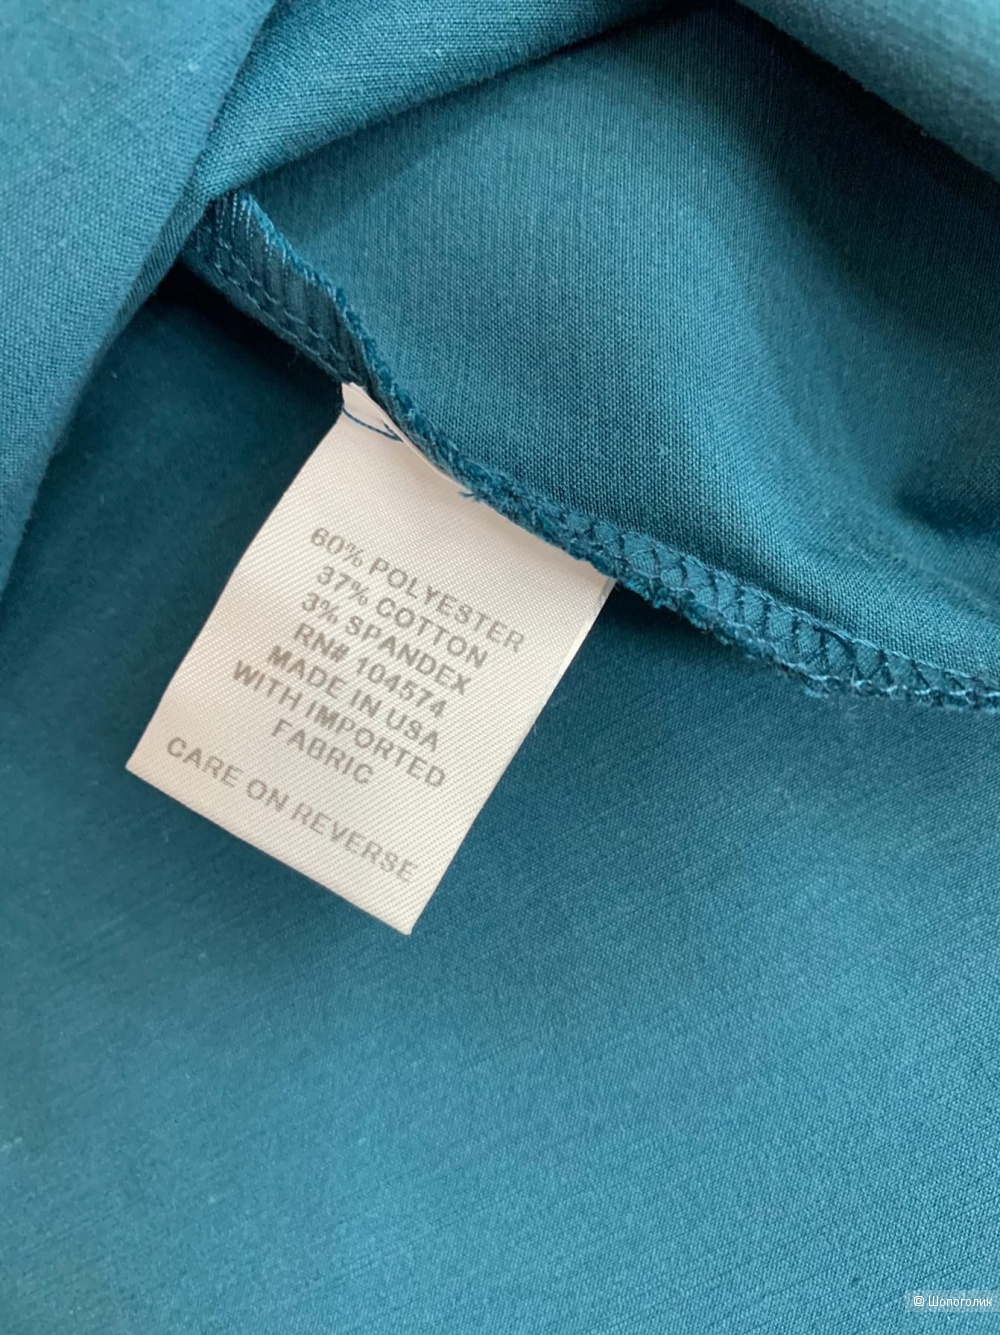 60% POLYESTER
37% COTTON
3% SPANDEX
RN# 104574
MADE IN USA
WITH IMPORTED
FABRIC
CARE ON REVERSE
© Шопоголик